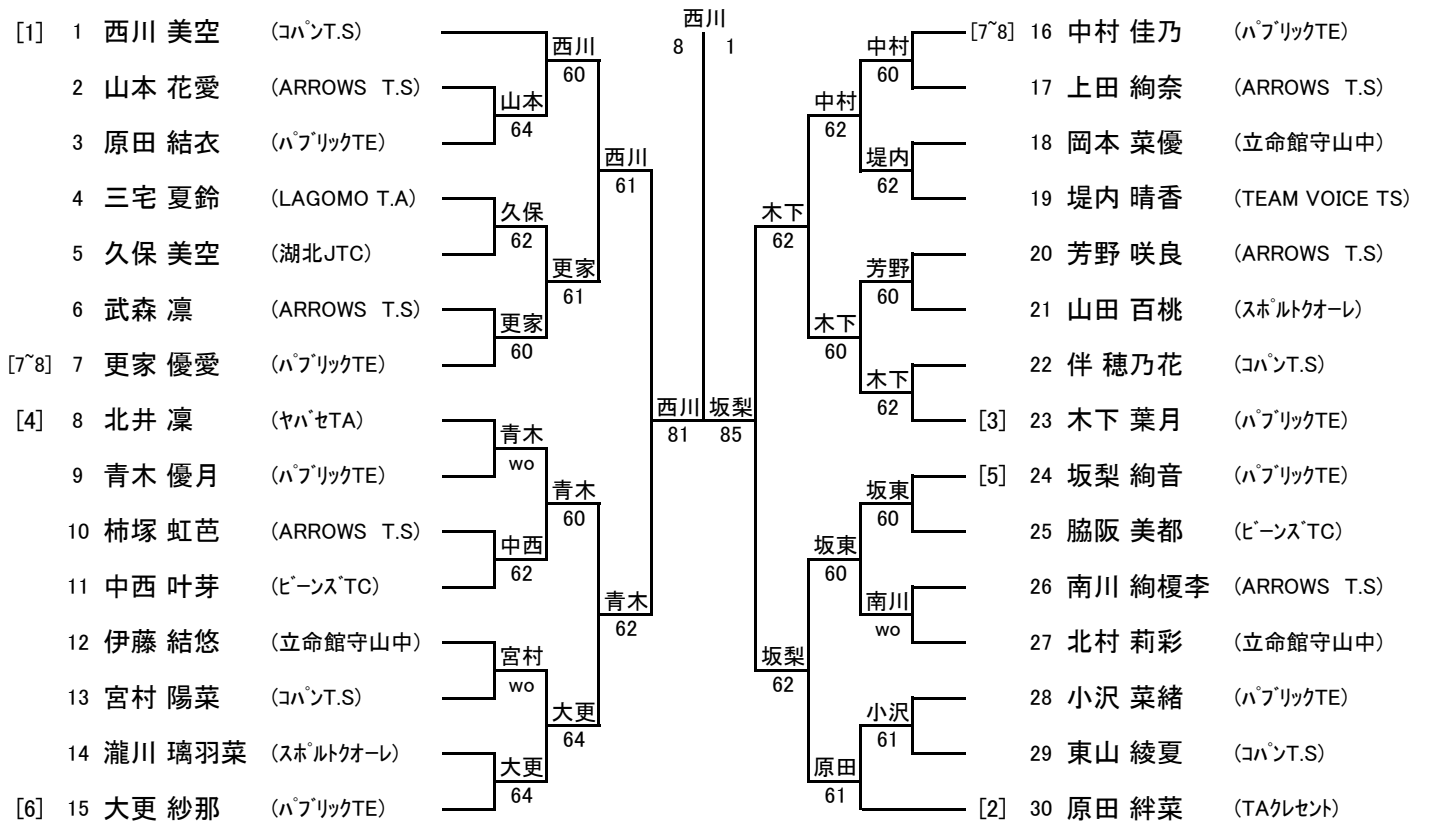 西川
8 1
[1] 1 西川 美空 (コパンT.S)
2 山本 花愛 (ARROWS T.S)
3 原田 結衣 (パブリックTE)
4 三宅 夏鈴 (LAGOMO T.A)
5 久保 美空 (湖北JTC)
6 武森 凛 (ARROWS T.S)
[7~8] 7 更家 優愛 (パブリックTE)
[4] 8 北井 凜 (ヤバセTA)
9 青木 優月 (パブリックTE)
10 柿塚 虹芭 (ARROWS T.S)
11 中西 叶芽 (ビーンズTC)
12 伊藤 結悠 (立命館守山中)
13 宮村 陽菜 (コパンT.S)
14 瀧川 璃羽菜 (スポルトクオーレ)
[6] 15 大更 紗那 (パブリックTE)
山本
64
久保
62
更家
60
青木
wo
中西
62
宮村
wo
大更
64
西川
60
更家
61
青木
60
大更
64
西川
61
青木
62
西川
81
坂梨
85
木下
62
坂梨
62
中村
62
木下
60
坂東
60
原田
61
中村
60
堤内
62
芳野
60
木下
62
坂東
60
南川
wo
小沢
61
[7~8] 16 中村 佳乃 (パブリックTE)
17 上田 絢奈 (ARROWS T.S)
18 岡本 菜優 (立命館守山中)
19 堤内 晴香 (TEAM VOICE TS)
20 芳野 咲良 (ARROWS T.S)
21 山田 百桃 (スポルトクオーレ)
22 伴 穂乃花 (コパンT.S)
[3] 23 木下 葉月 (パブリックTE)
[5] 24 坂梨 絢音 (パブリックTE)
25 脇阪 美都 (ビーンズTC)
26 南川 絢榎李 (ARROWS T.S)
27 北村 莉彩 (立命館守山中)
28 小沢 菜緒 (パブリックTE)
29 東山 綾夏 (コパンT.S)
[2] 30 原田 絆菜 (TAクレセント)